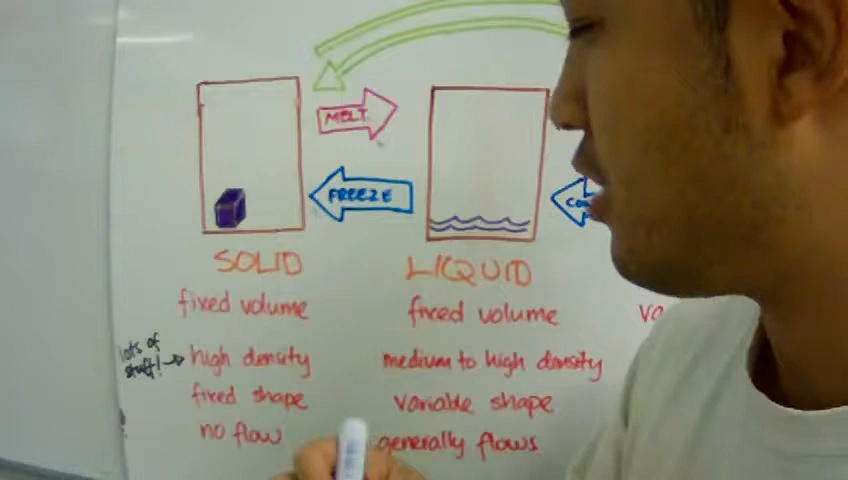 MELT
FREEZE
SOLID
LIQUID
fixed volume
fixed volume
lots of
stuff!
high density
medium to high density
fixed shape
variable shape
no flow
generally flows